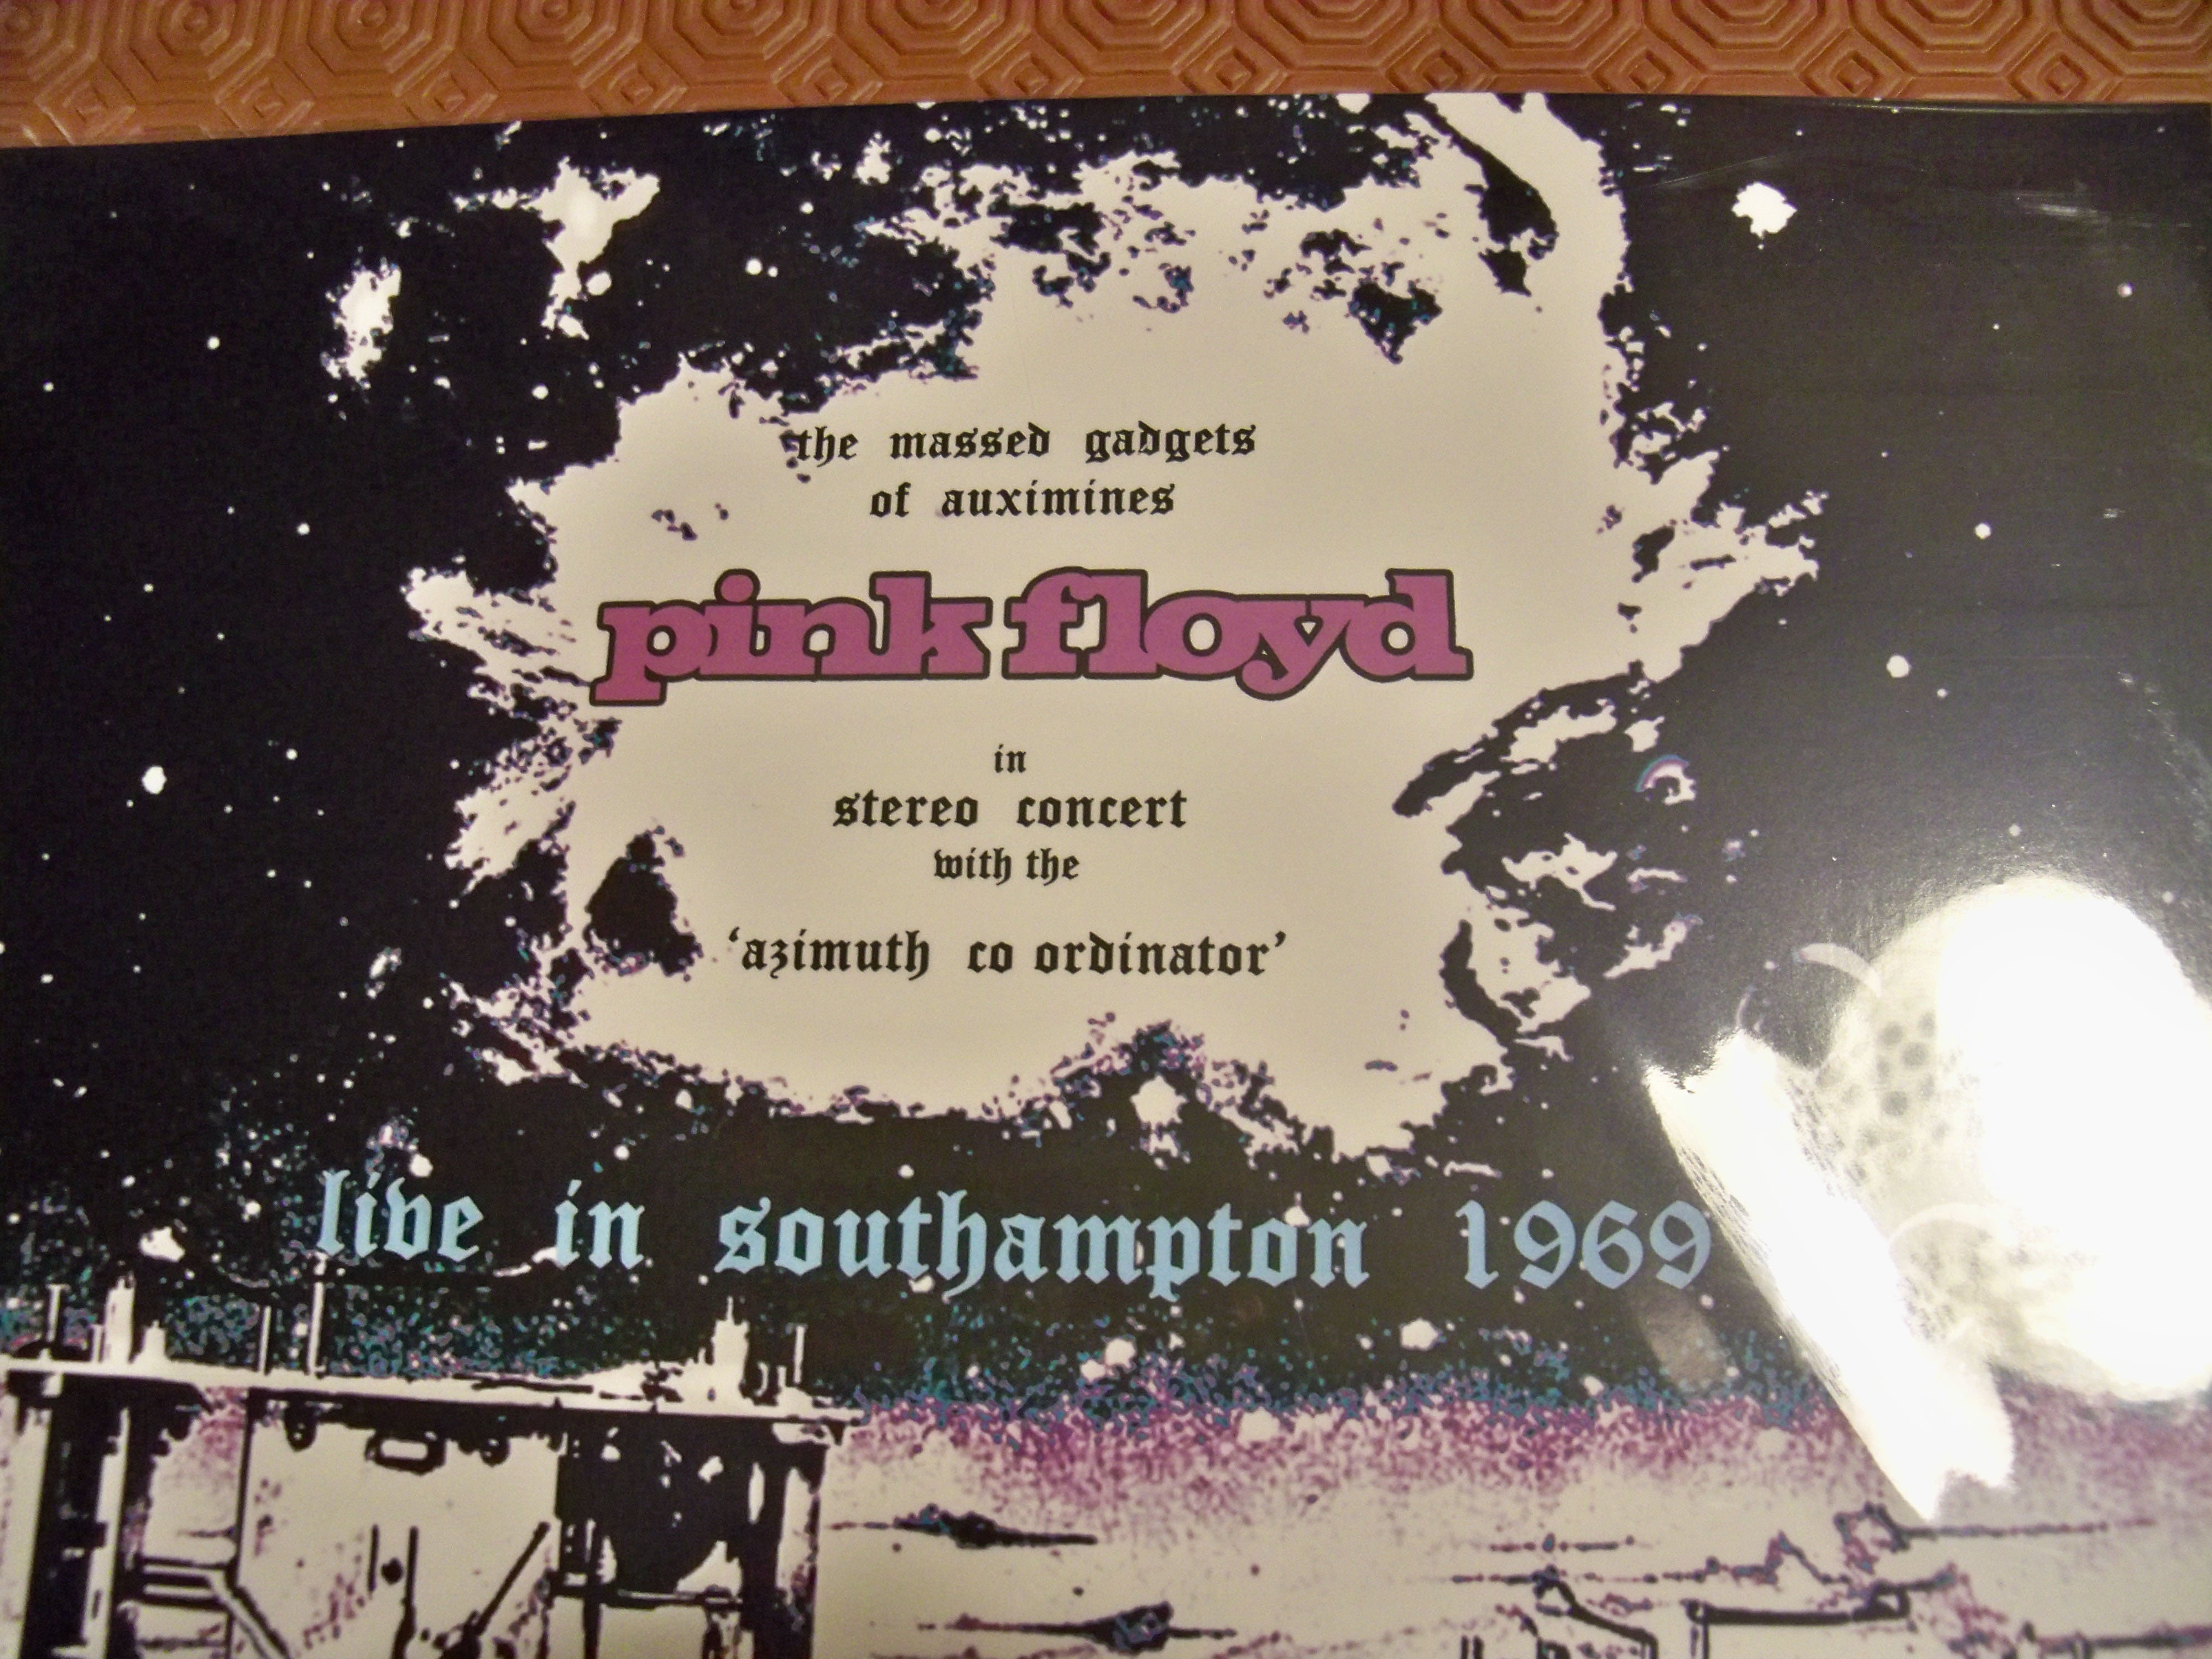 the massed gadgets
of auximines
pink floyd
in
stereo concert
with the
‘azimuth co ordinator’
live in southampton 1969